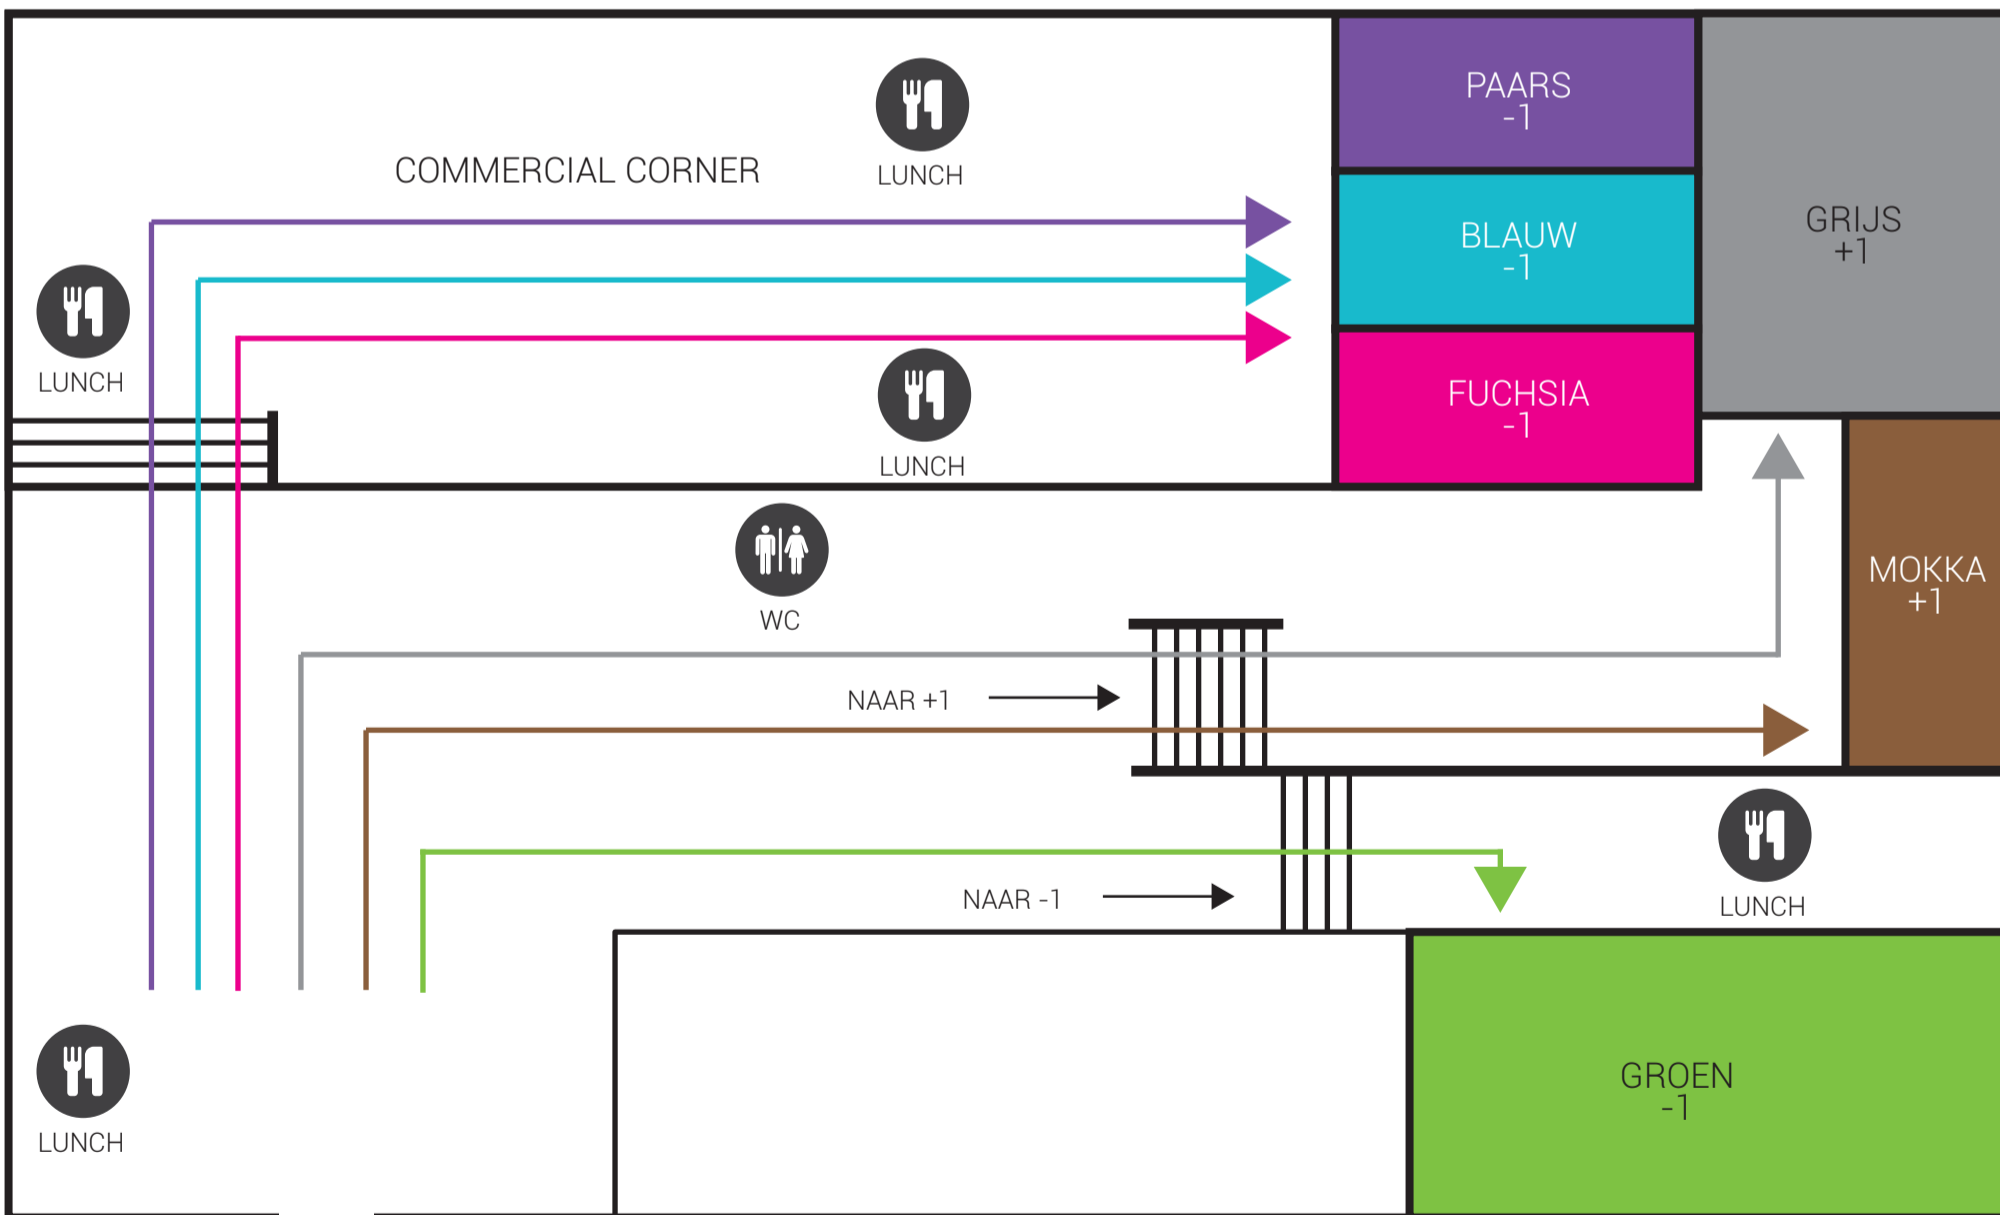 PAARS
-1
COMMERCIAL CORNER
LUNCH
BLAUW
-1
GRIJS
+1
LUNCH
FUCHSIA
-1
LUNCH
MOKKA
+1
WC
NAAR +1
NAAR -1
LUNCH
GROEN
-1
LUNCH